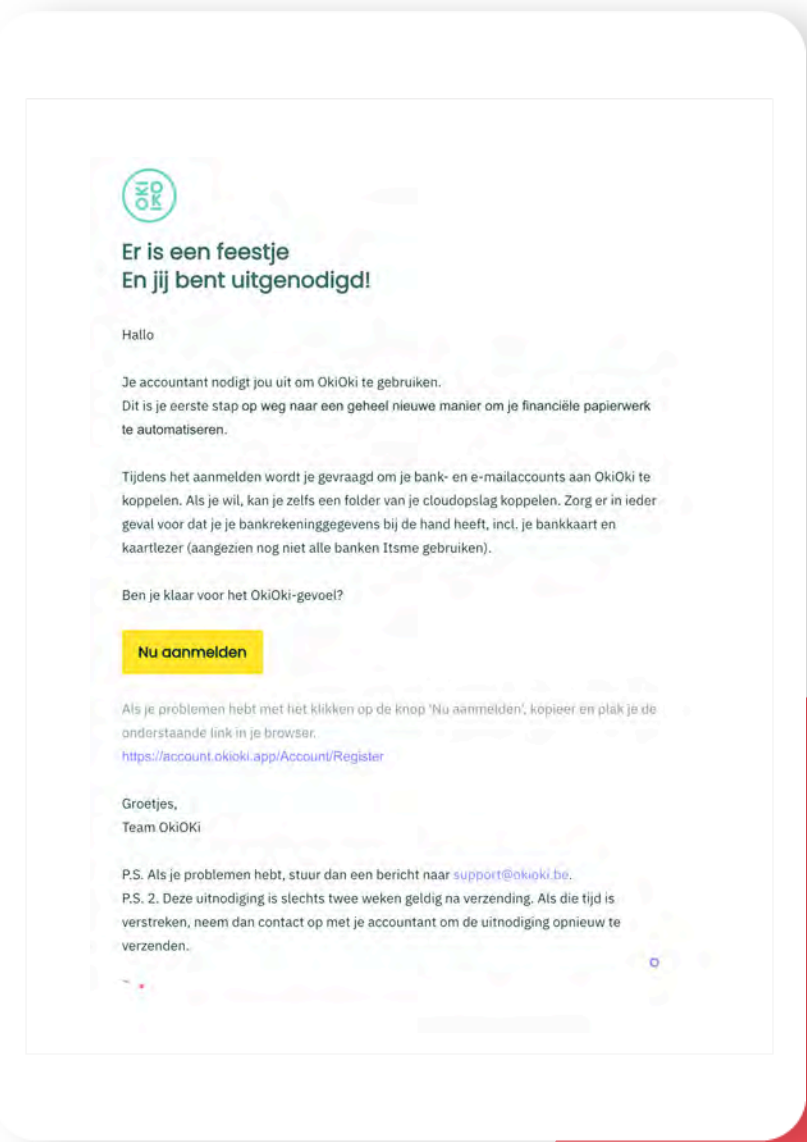 OKI
OKI
Er is een feestje
En jij bent uitgenodigd!
Hallo
Je accountant nodigt jou uit om OkiOki te gebruiken.
Dit is je eerste stap op weg naar een geheel nieuwe manier om je financiële papierwerk
te automatiseren.
Tijdens het aanmelden wordt je gevraagd om je bank- en e-mailaccounts aan OkiOki te
koppelen. Als je wil, kan je zelfs een folder van je cloudopslag koppelen. Zorg er in ieder
geval voor dat je je bankrekeninggegevens bij de hand heeft, incl. je bankkaart en
kaartlezer (aangezien nog niet alle banken Itsme gebruiken).
Ben je klaar voor het OkiOki-gevoel?
Nu aanmelden
Als je problemen hebt met het klikken op de knop 'Nu aanmelden', kopieer en plak je de
onderstaande link in je browser.
https://account.okioki.app/Account/Register
Groetjes,
Team OkiOKi
P.S. Als je problemen hebt, stuur dan een bericht naar support@okioki.be.
P.S. 2. Deze uitnodiging is slechts twee weken geldig na verzending. Als die tijd is
verstreken, neem dan contact op met je accountant om de uitnodiging opnieuw te
verzenden.